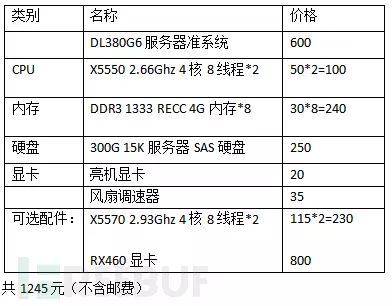 类别 名称 价格
DL380G6 服务器准系统 600
CPU X5550 2.66Ghz 4 核 8 线程*2 50*2=100
内存 DDR3 1333 RECC 4G 内存*8 30*8=240
硬盘 300G 15K 服务器 SAS 硬盘 250
显卡 亮机显卡 20
风扇调速器 35
可选配件： X5570 2.93Ghz 4 核 8 线程*2 115*2=230
RX460 显卡 800
共 1245 元（不含邮费）